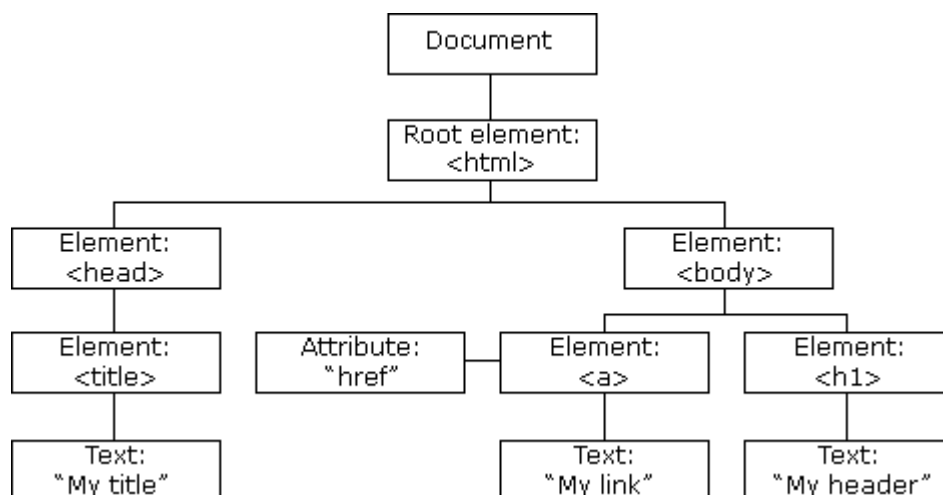 Document
Root element:
<html>
Element:
<head>
Element:
<body>
Element:
<title>
Attribute:
“href”
Element:
<a>
Element:
<h1>
Text:
“My title”
Text:
“My link”
Text:
“My header”